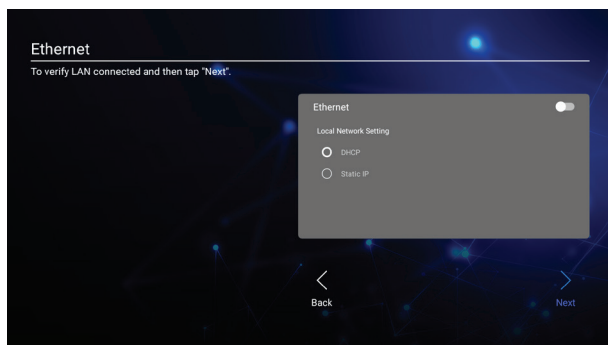 Ethernet
To verify LAN connected and then tap "Next".
Ethernet
Local Network Setting
DHCP
Static IP
Back
Next